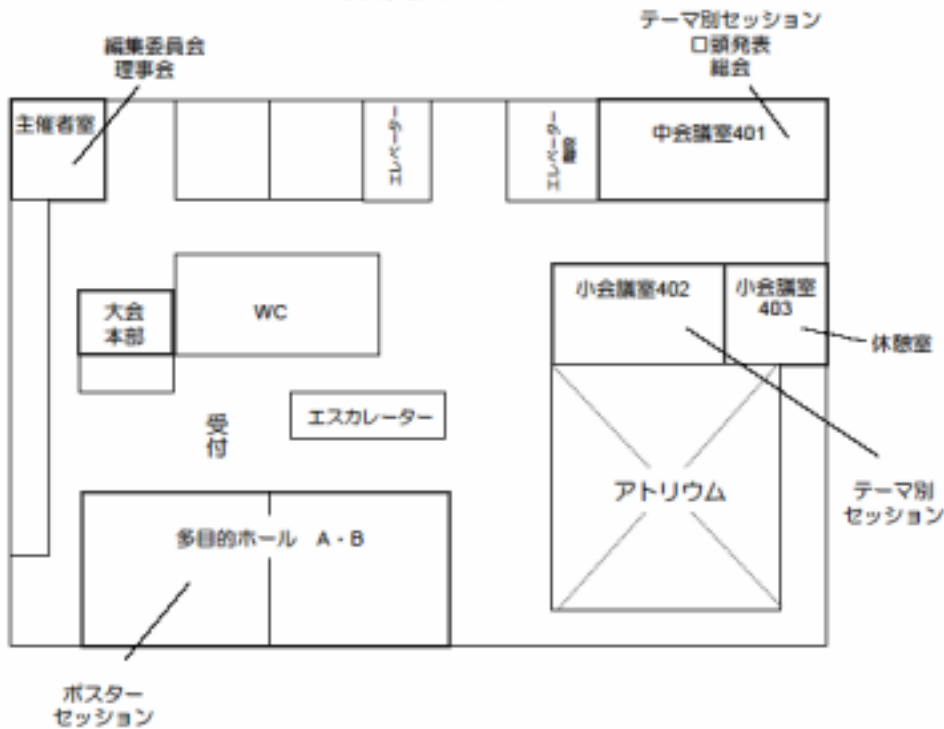 テーマ別セッション
口頭発表
総会
編集委員会
理事会
主催者室
エレベーター
エレベーター
中会議室401
小会議室402
小会議室
403
休憩室
大会
本部
WC
エスカレーター
受
付
アトリウム
テーマ別
セッション
多目的ホール A - B
ポスター
セッション